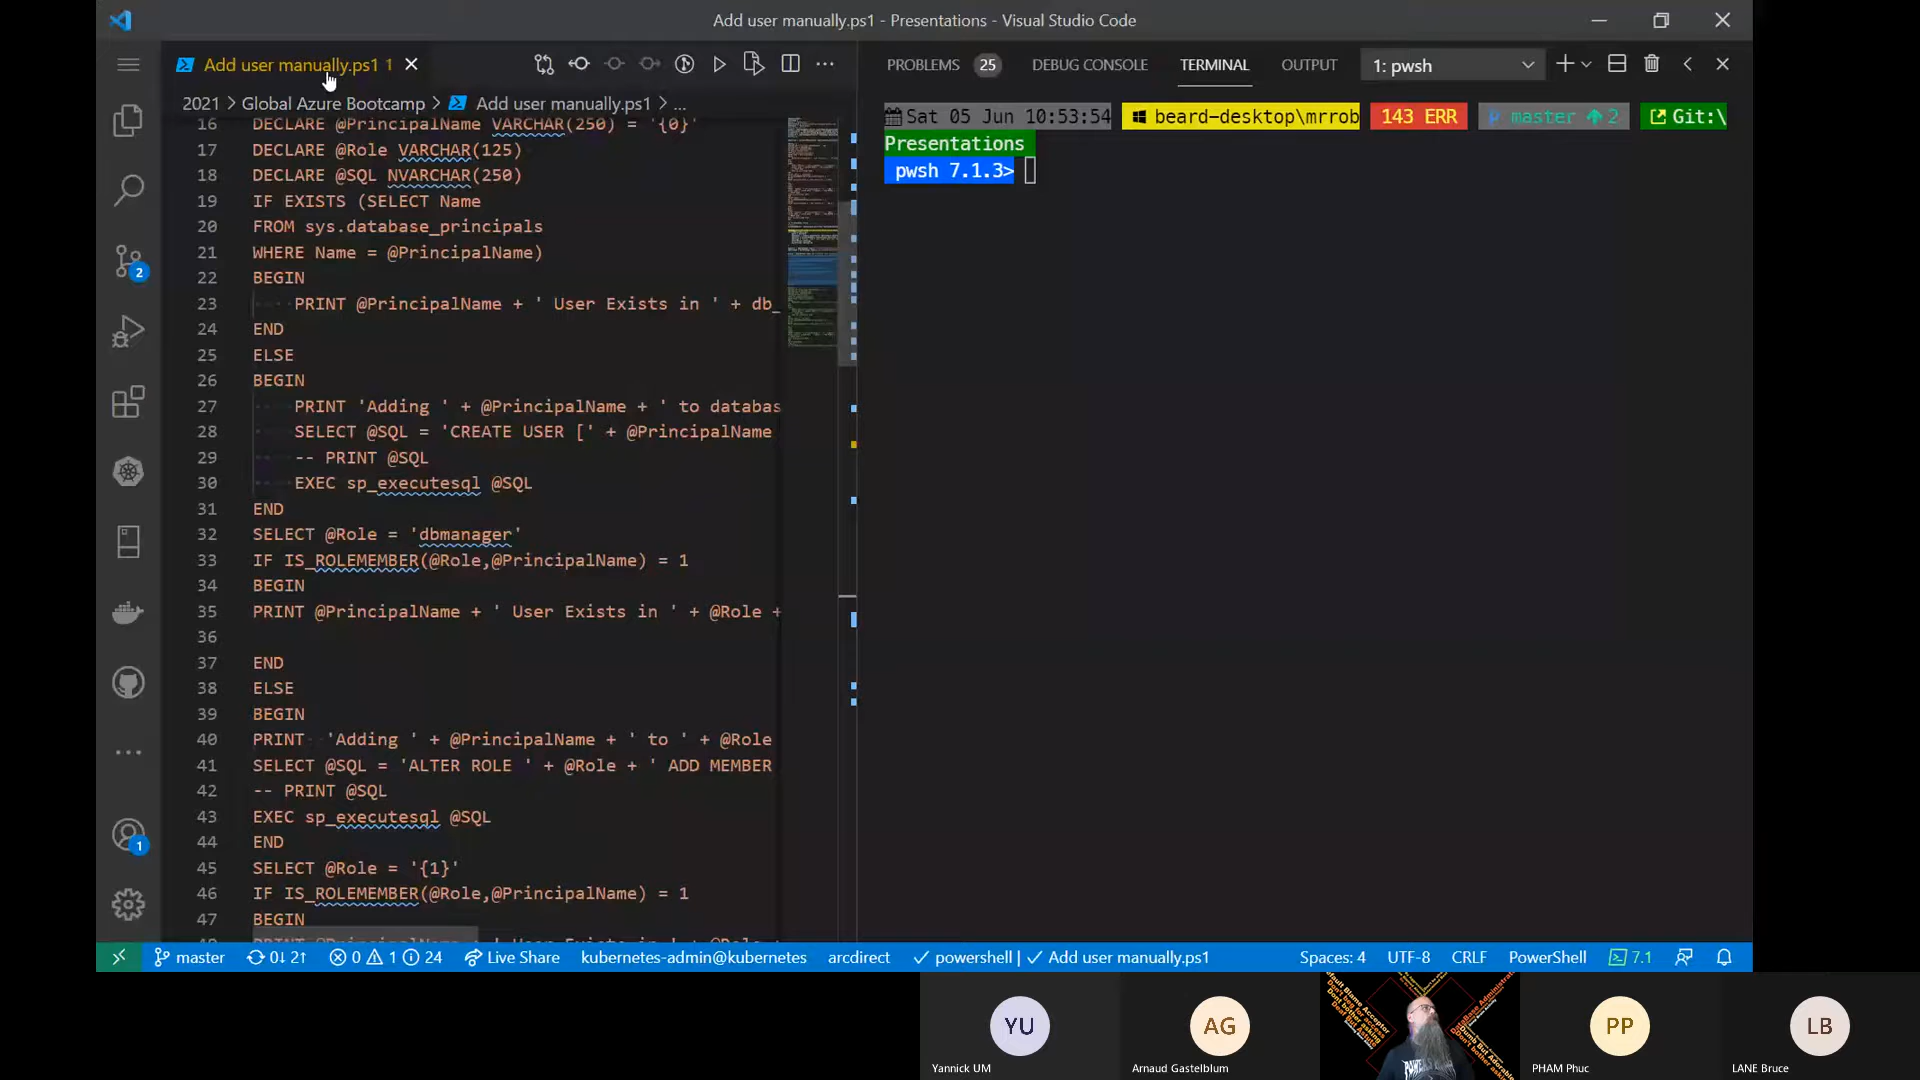 Add user manually.ps1 - Presentations - Visual Studio Code
Add user manually.ps1 1
2021 > Global Azure Bootcamp > Add user manually.ps1 > ...
16 DECLARE @PrincipalName VARCHAR(250) = '{0}'
17 DECLARE @Role VARCHAR(125)
18 DECLARE @SQL NVARCHAR(250)
19 IF EXISTS (SELECT Name
20 FROM sys.database_principals
21 WHERE Name = @PrincipalName)
22 BEGIN
23 PRINT @PrincipalName + ' User Exists in ' + db_
24 END
25 ELSE
26 BEGIN
27 PRINT 'Adding ' + @PrincipalName + ' to databas
28 SELECT @SQL = 'CREATE USER [' + @PrincipalName
29 -- PRINT @SQL
30 EXEC sp_executesql @SQL
31 END
32 SELECT @Role = 'dbmanager'
33 IF IS_ROLEMEMBER(@Role,@PrincipalName) = 1
34 BEGIN
35 PRINT @PrincipalName + ' User Exists in ' + @Role +
36
37 END
38 ELSE
39 BEGIN
40 PRINT 'Adding ' + @PrincipalName + ' to ' + @Role
41 SELECT @SQL = 'ALTER ROLE ' + @Role + ' ADD MEMBER
42 -- PRINT @SQL
43 EXEC sp_executesql @SQL
44 END
45 SELECT @Role = '{1}'
46 IF IS_ROLEMEMBER(@Role,@PrincipalName) = 1
47 BEGIN
PROBLEMS 25 DEBUG CONSOLE TERMINAL OUTPUT 1: pwsh
Sat 05 Jun 10:53:54 beard-desktop\mrrob 143 ERR master ↑2 Git:\
Presentations
pwsh 7.1.3>
2
1
master 0↓ 2↑ 0 1 24 Live Share kubernetes-admin@kubernetes arcdirect powershell | Add user manually.ps1 Spaces: 4 UTF-8 CRLF PowerShell 7.1
YU AG PP LB
Yannick UM Arnaud Gastelblum PHAM Phuc LANE Bruce